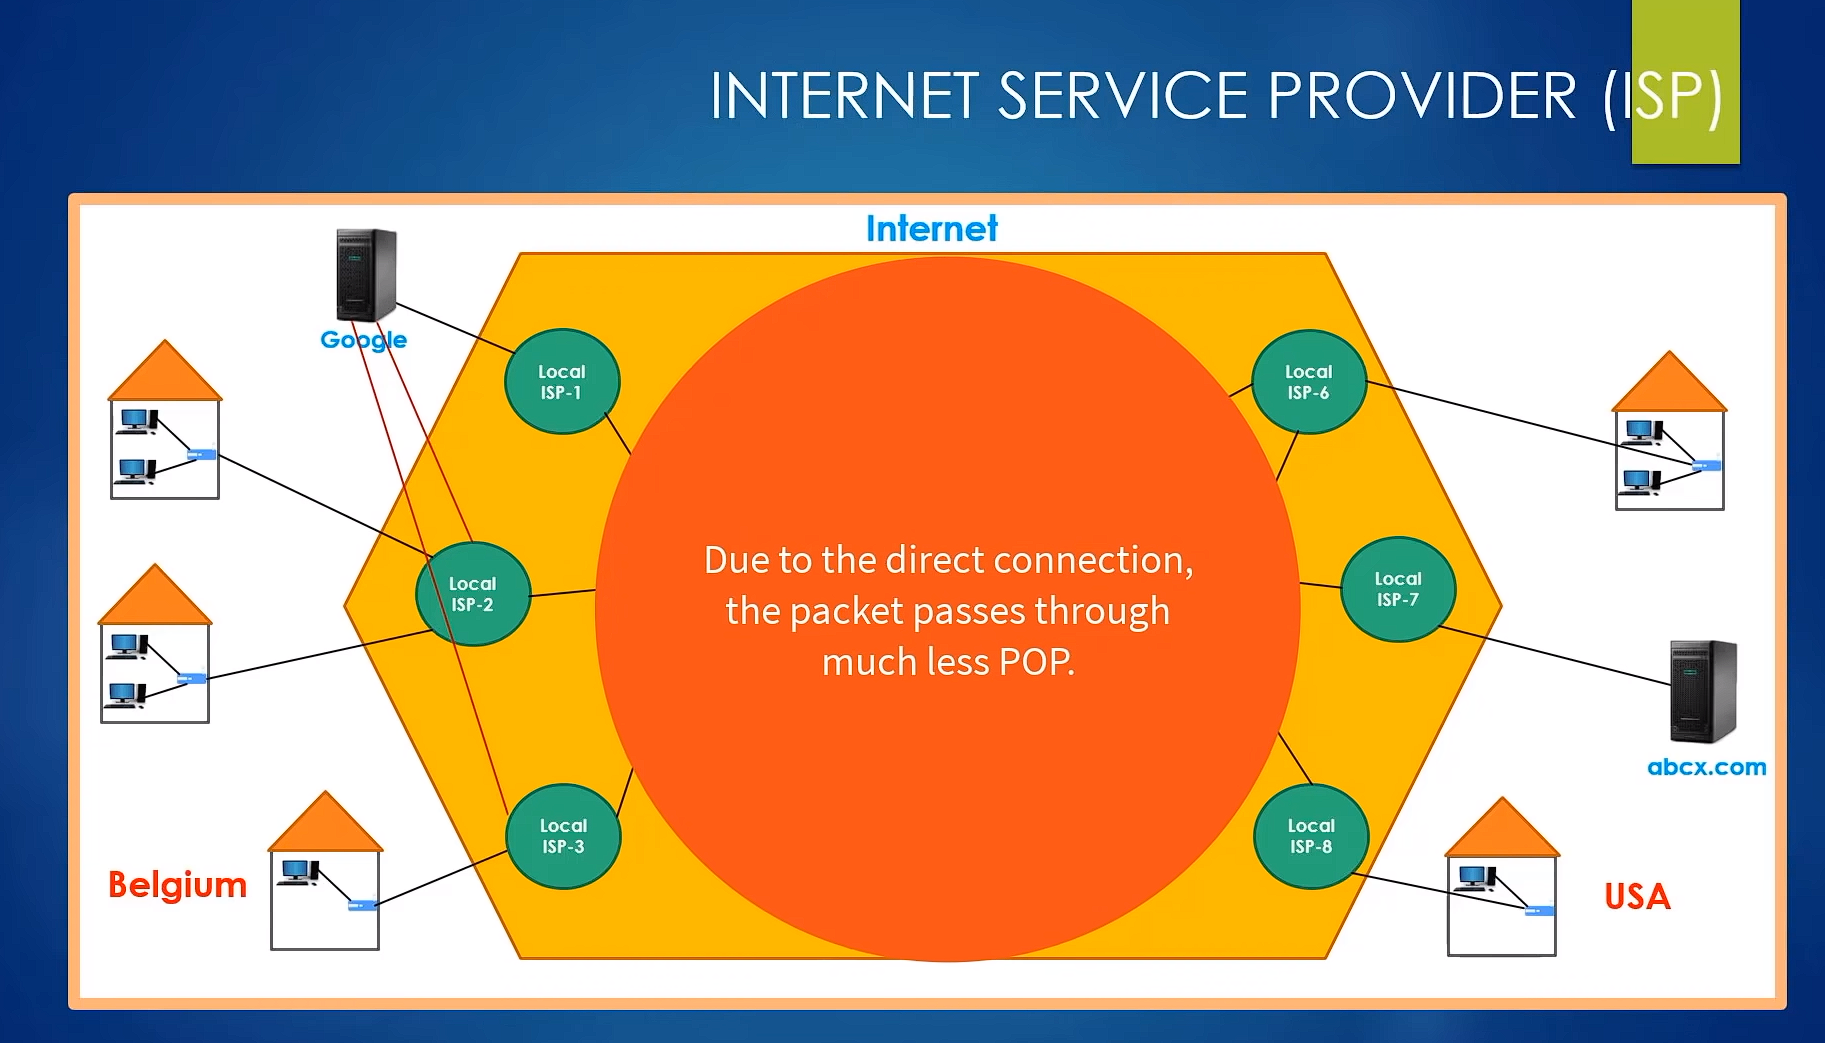 INTERNET SERVICE PROVIDER (ISP)
Internet
Google
Local
ISP-1
Local
ISP-6
Due to the direct connection,
the packet passes through
much less POP.
Local
ISP-2
Local
ISP-7
abcx.com
Local
ISP-3
Local
ISP-8
Belgium
USA